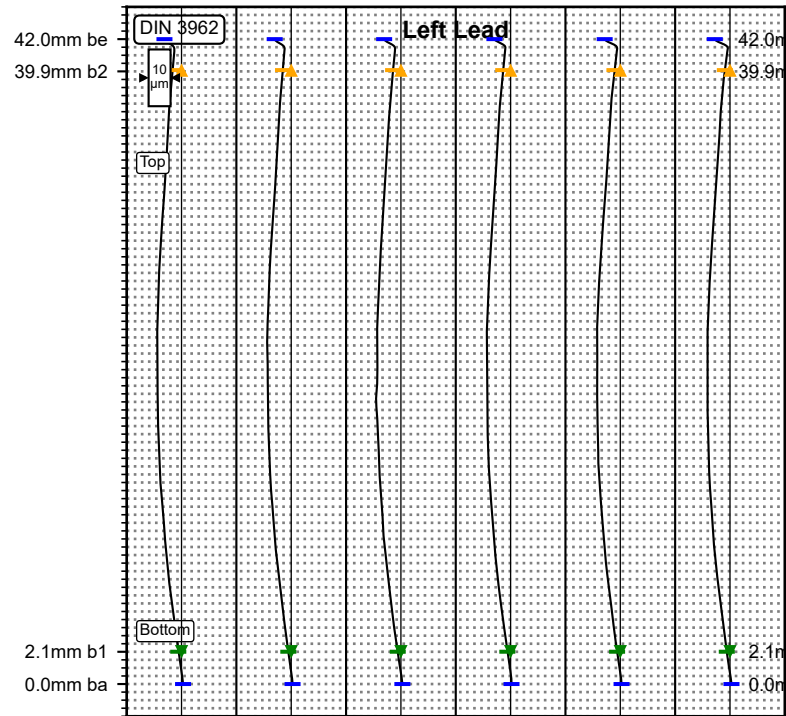 DIN 3962
Left Lead
42.0mm be
42.0m
39.9mm b2
39.9m
10
µm
Top
Bottom
2.1mm b1
2.1m
0.0mm ba
0.0m